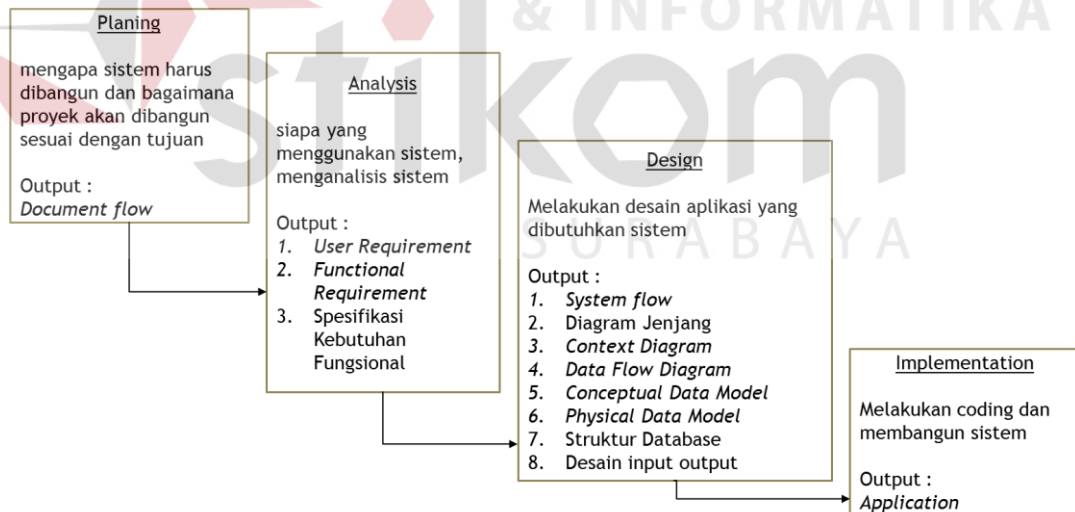 & INFORMATIKA
stikom
SURABAYA
Planing
mengapa sistem harus
dibangun dan bagaimana
proyek akan dibangun
sesuai dengan tujuan
Output :
Document flow
Analysis
siapa yang
menggunakan sistem,
menganalisis sistem
Output :
1. User Requirement
2. Functional
Requirement
3. Spesifikasi
Kebutuhan
Fungsional
Design
Melakukan desain aplikasi yang
dibutuhkan sistem
Output :
1. System flow
2. Diagram Jenjang
3. Context Diagram
4. Data Flow Diagram
5. Conceptual Data Model
6. Physical Data Model
7. Struktur Database
8. Desain input output
Implementation
Melakukan coding dan
membangun sistem
Output :
Application